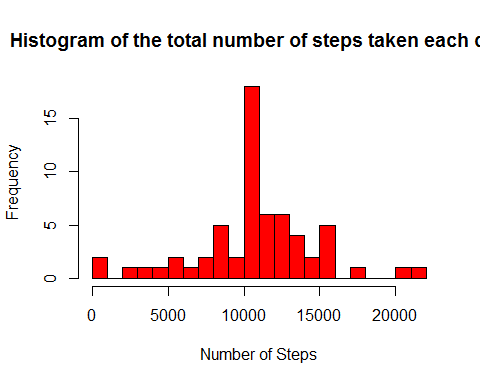 Histogram of the total number of steps taken each
Frequency
15
10
5
0
0 5000 10000 15000 20000
Number of Steps